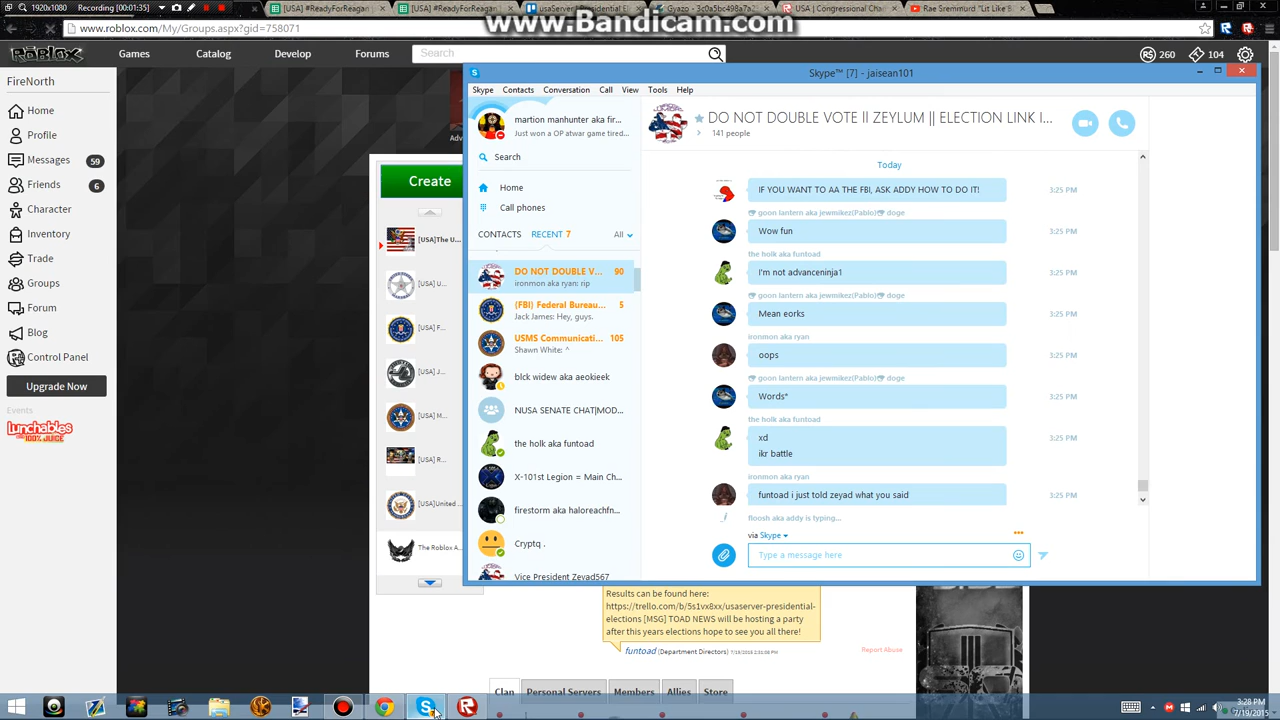 [USA] #ReadyForReagan
[USA] #ReadyForReagan
usaServer | Presidential El
Gyazo - 3c0a5bc498
[USA] | Congressional Cha
Rae Sremmurd - "Lit Like B
www.Bandicam.com
[00:01:35]
www.roblox.com/My/Groups.aspx?gid=758071
ROBLOX
Games
Catalog
Develop
Forums
Search
260
104
FireNorth
Home
Profile
Messages
59
Friends
6
Character
Inventory
Trade
Groups
Forum
Blog
Control Panel
Upgrade Now
Events
Lunchables
100% JUICE
Create
[USA]The U...
[USA] U...
[USA] F...
[USA] J...
[USA] M...
[USA] R...
[USA]United ...
The Roblox A...
Skype™ [7] - jaisean101
Skype
Contacts
Conversation
Call
View
Tools
Help
martion manhunter aka fir...
Just won a OP atwar game tired...
Search
Home
Call phones
CONTACTS
RECENT 7
All
DO NOT DOUBLE V...
90
ironmon aka ryan: rip
(FBI) Federal Bureau...
5
Jack James: Hey, guys.
USMS Communicati...
105
Shawn White: ^
blck widew aka aeokieek
NUSA SENATE CHAT|MOD...
the holk aka funtoad
X-101st Legion = Main Ch...
firestorm aka haloreachfn...
Cryptq .
Vice President Zeyad567
DO NOT DOUBLE VOTE || ZEYLUM || ELECTION LINK I...
141 people
Today
IF YOU WANT TO AA THE FBI, ASK ADDY HOW TO DO IT!
3:25 PM
goon lantern aka jewmikez(Pablo) doge
Wow fun
3:25 PM
the holk aka funtoad
I'm not advanceninja1
3:25 PM
goon lantern aka jewmikez(Pablo) doge
Mean eorks
3:25 PM
ironmon aka ryan
oops
3:25 PM
goon lantern aka jewmikez(Pablo) doge
Words*
3:25 PM
the holk aka funtoad
xd
3:25 PM
ikr battle
ironmon aka ryan
funtoad i just told zeyad what you said
3:25 PM
floosh aka addy is typing...
via Skype
Type a message here
Results can be found here:
https://trello.com/b/5s1vx8xx/usaserver-presidential-
elections [MSG] TOAD NEWS will be hosting a party
after this years elections hope to see you all there!
funtoad (Department Directors) 7/19/2015 2:31:38 PM
Report Abuse
Clan
Personal Servers
Members
Allies
Store
3:28 PM
7/19/2015